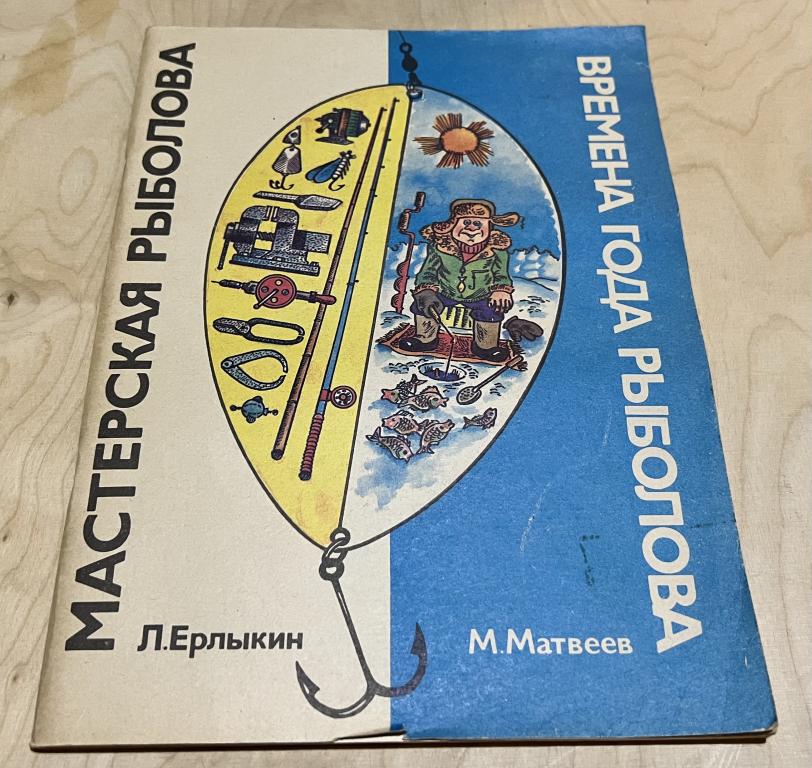 МАСТЕРСКАЯ РЫБОЛОВА
ВРЕМЕНА ГОДА РЫБОЛОВА
Л.Ерлыкин
М.Матвеев